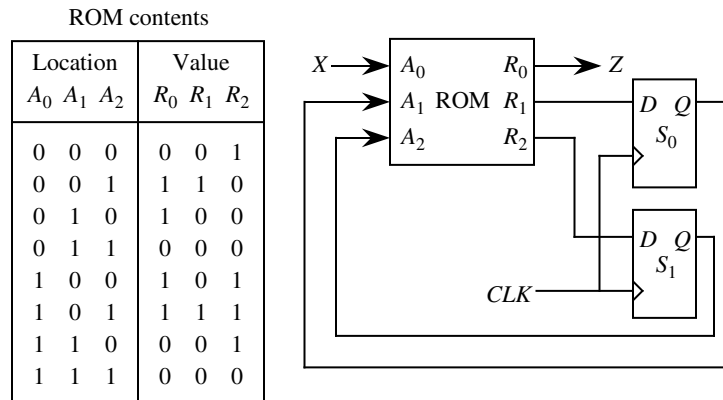 ROM contents
Location Value
A0 A1 A2 R0 R1 R2
0 0 0 0 0 1
0 0 1 1 1 0
0 1 0 1 0 0
0 1 1 0 0 0
1 0 0 1 0 1
1 0 1 1 1 1
1 1 0 0 0 1
1 1 1 0 0 0
X A0 R0 Z
A1 ROM R1 D Q
A2 R2 S0
D Q
S1
CLK